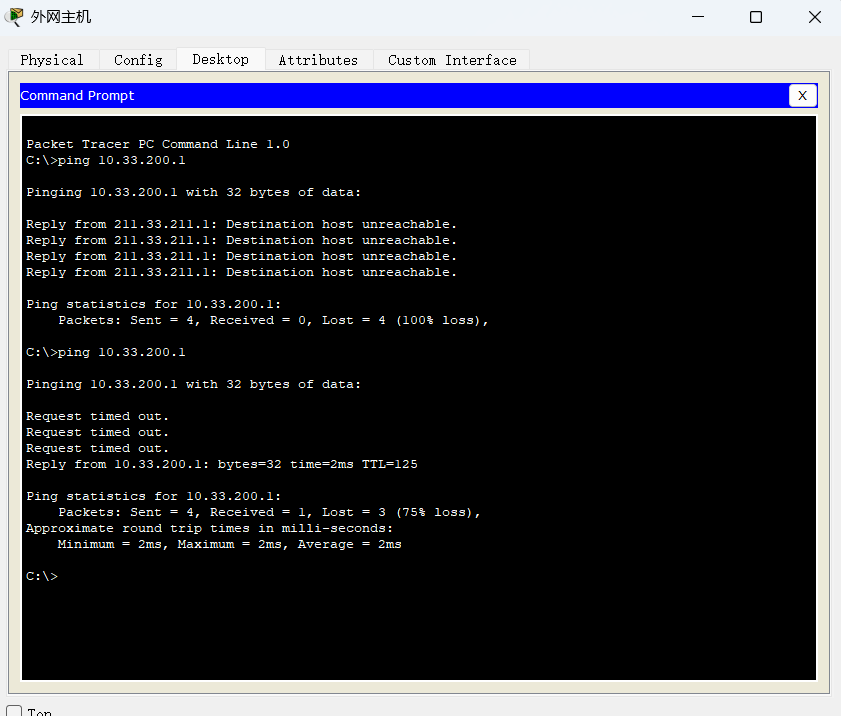 外网主机
Physical Config Desktop Attributes Custom Interface
Command Prompt X
Packet Tracer PC Command Line 1.0
C:\>ping 10.33.200.1
Pinging 10.33.200.1 with 32 bytes of data:
Reply from 211.33.211.1: Destination host unreachable.
Reply from 211.33.211.1: Destination host unreachable.
Reply from 211.33.211.1: Destination host unreachable.
Reply from 211.33.211.1: Destination host unreachable.
Ping statistics for 10.33.200.1:
Packets: Sent = 4, Received = 0, Lost = 4 (100% loss),
C:\>ping 10.33.200.1
Pinging 10.33.200.1 with 32 bytes of data:
Request timed out.
Request timed out.
Request timed out.
Reply from 10.33.200.1: bytes=32 time=2ms TTL=125
Ping statistics for 10.33.200.1:
Packets: Sent = 4, Received = 1, Lost = 3 (75% loss),
Approximate round trip times in milli-seconds:
Minimum = 2ms, Maximum = 2ms, Average = 2ms
C:\>
Top